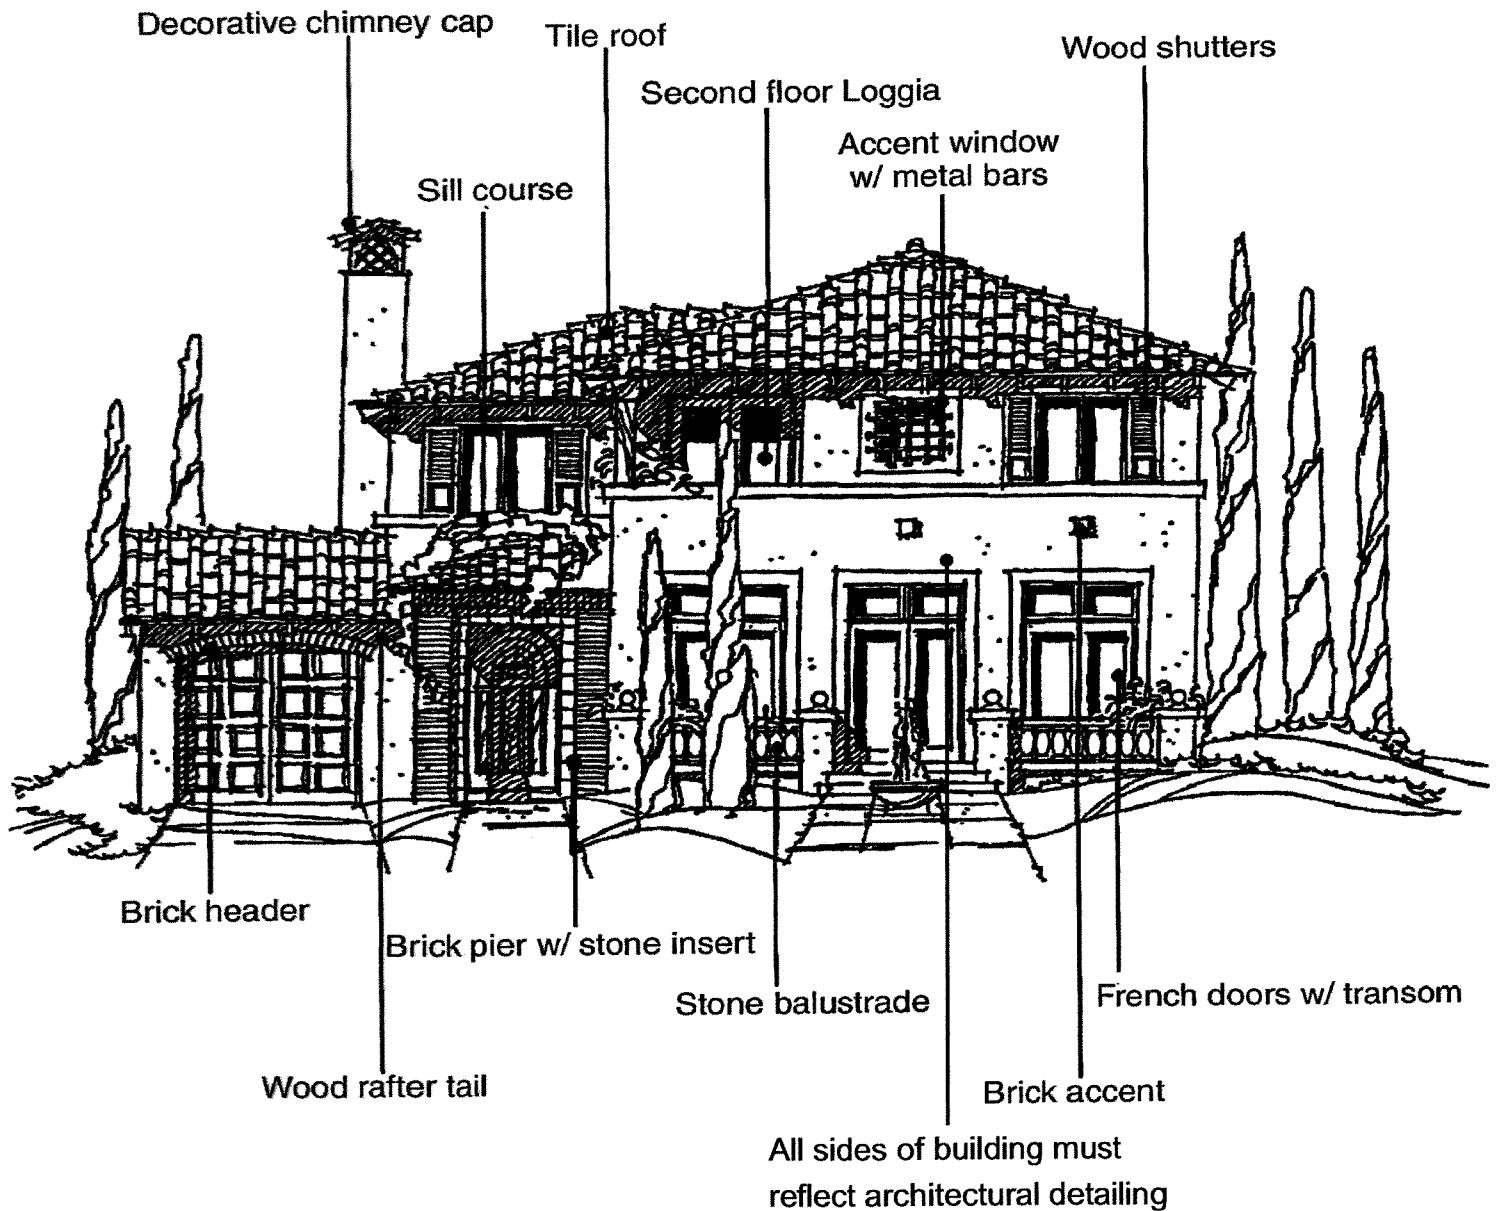 Decorative chimney cap
Tile roof
Wood shutters
Second floor Loggia
Accent window
w/ metal bars
Sill course
Brick header
Brick pier w/ stone insert
Stone balustrade
French doors w/ transom
Wood rafter tail
Brick accent
All sides of building must
reflect architectural detailing